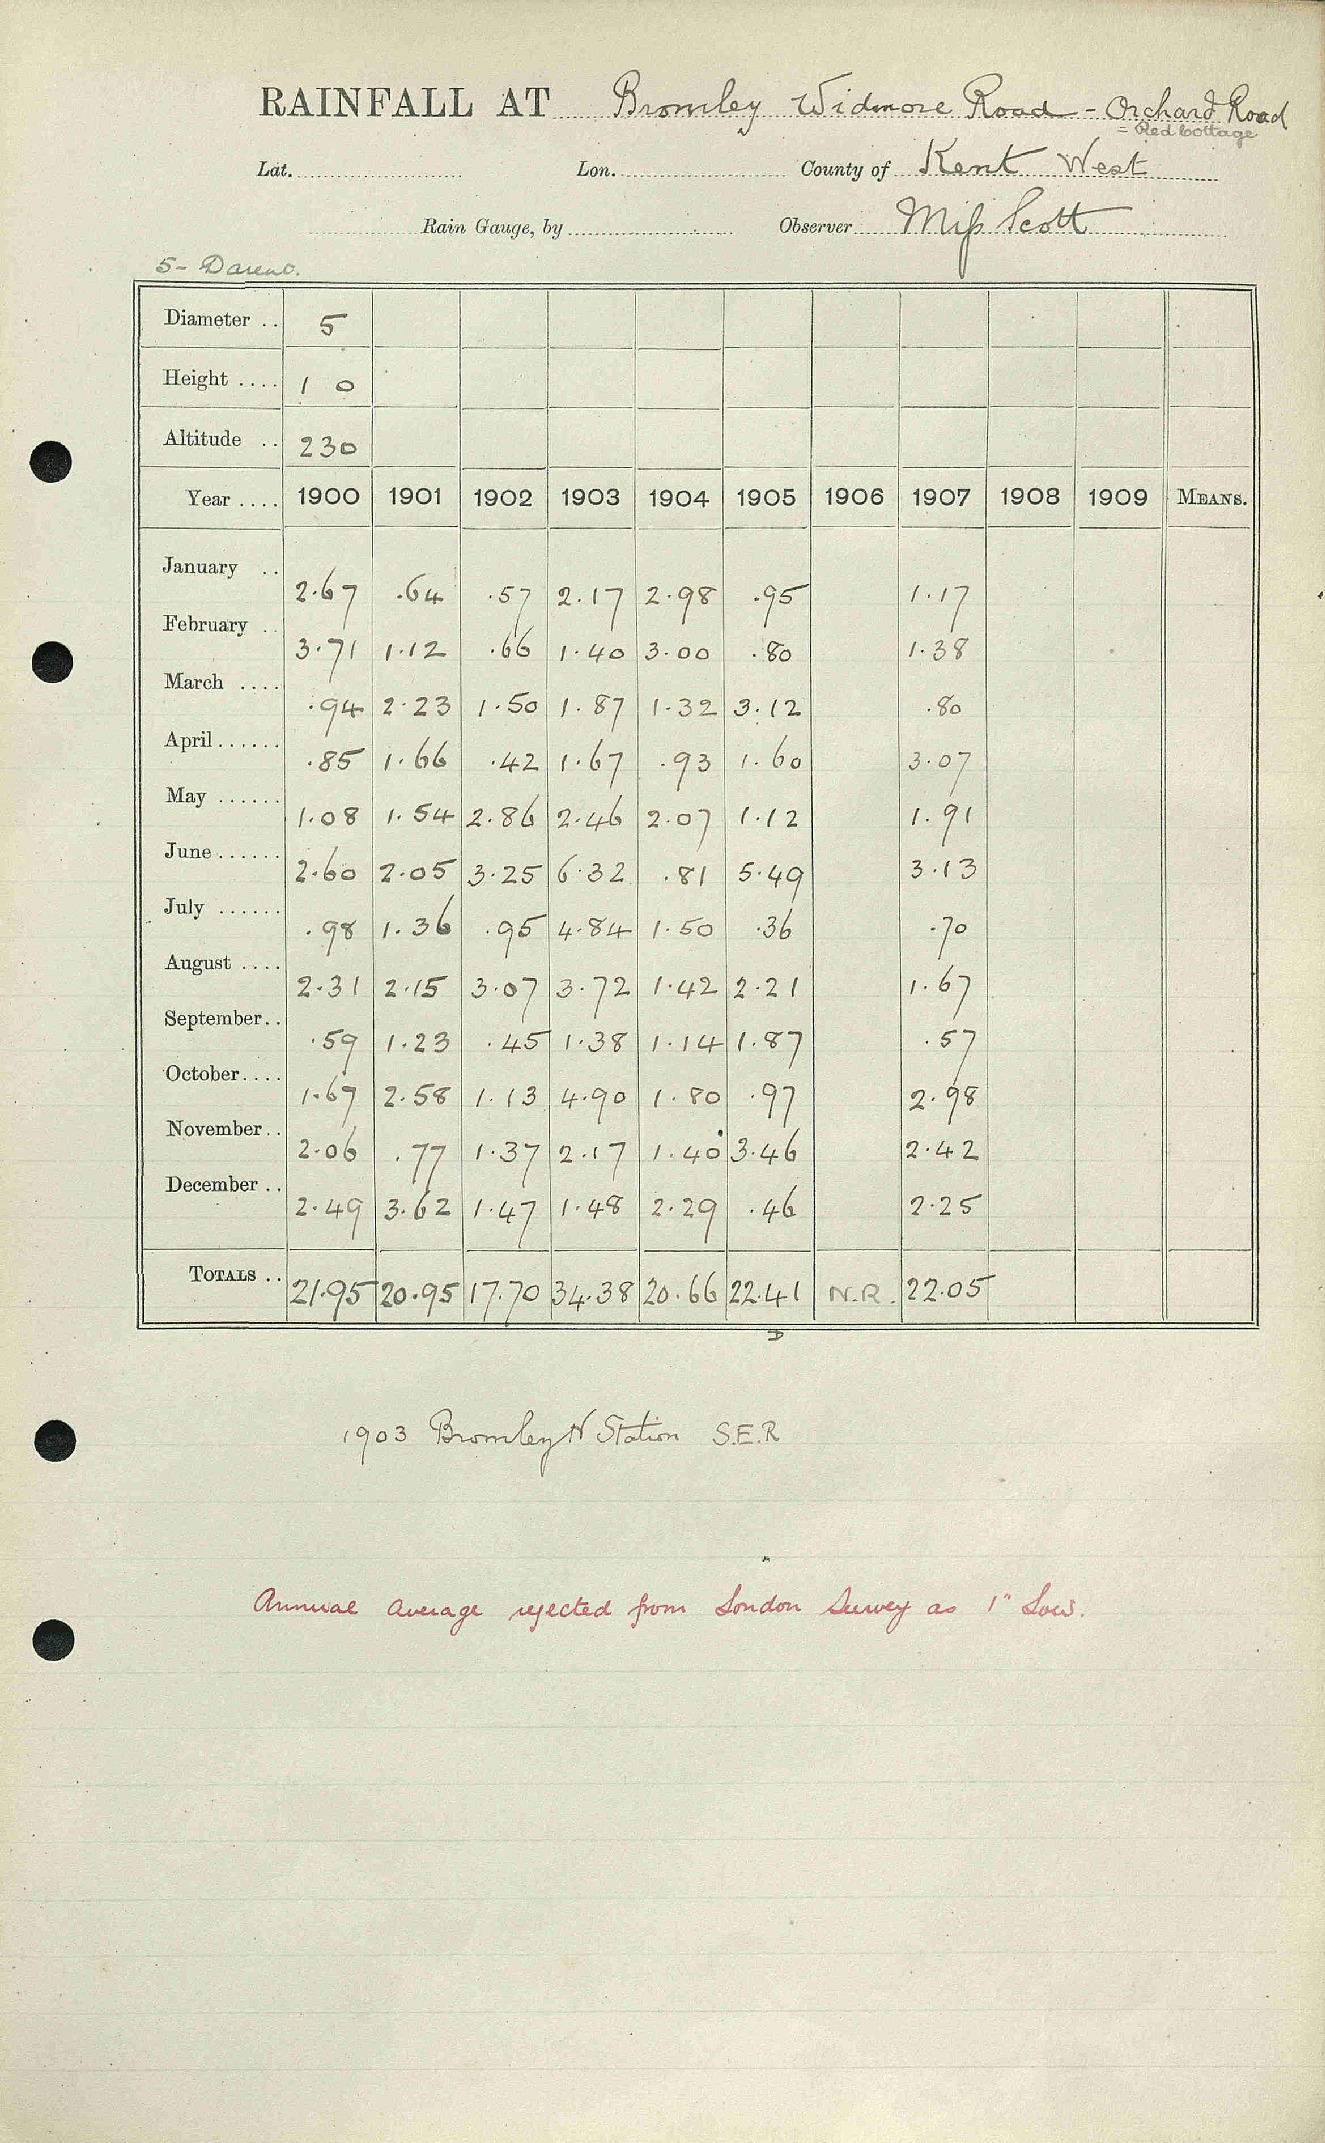 RAINFALL AT Bromley Widmore Road - Orchard Road
= Red Cottage
Lat. Lon. County of Kent West
Rain Gauge, by Observer Miss Scott
5- Darent.
Diameter .. 5
Height .... 1 0
Altitude .. 230
Year .... 1900 1901 1902 1903 1904 1905 1906 1907 1908 1909 MEANS.
January .. 2.67 .64 .57 2.17 2.98 .95 1.17
February .. 3.71 1.12 .66 1.40 3.00 .80 1.38
March .... .94 2.23 1.50 1.87 1.32 3.12 .80
April...... .85 1.66 .42 1.67 .93 1.60 3.07
May ...... 1.08 1.54 2.86 2.46 2.07 1.12 1.91
June...... 2.60 2.05 3.25 6.32 .81 5.49 3.13
July ...... .98 1.36 .95 4.84 1.50 .36 .70
August .... 2.31 2.15 3.07 3.72 1.42 2.21 1.67
September.. .59 1.23 .45 1.38 1.14 1.87 .57
October.... 1.67 2.58 1.13 4.90 1.80 .97 2.98
November.. 2.06 .77 1.37 2.17 1.40 3.46 2.42
December .. 2.49 3.62 1.47 1.48 2.29 .46 2.25
TOTALS .. 21.95 20.95 17.70 34.38 20.66 22.41 N.R. 22.05
1903 Bromley N Station S.E.R
Annual average rejected from London Survey as 1" Low.